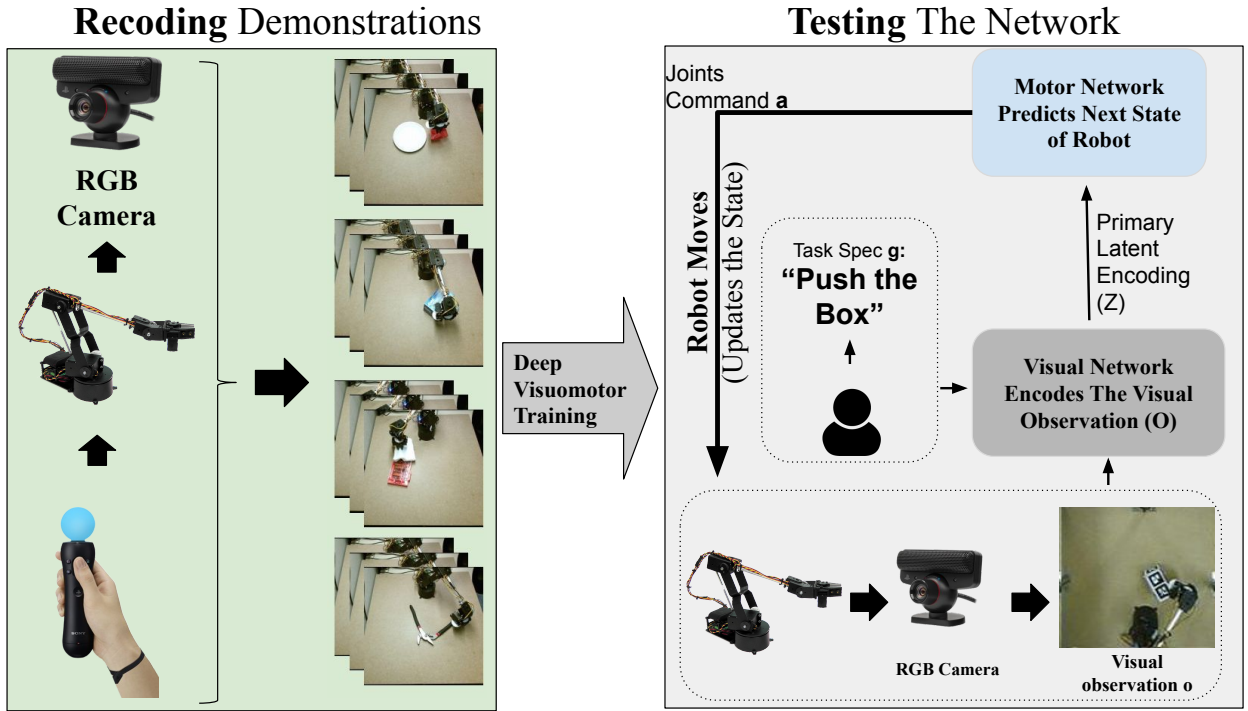 Recoding Demonstrations
RGB
Camera
Deep
Visuomotor
Training
Testing The Network
Joints
Command a
Motor Network
Predicts Next State
of Robot
Robot Moves
(Updates the State)
Primary
Latent
Encoding
(Z)
Task Spec g:
“Push the
Box”
Visual Network
Encodes The Visual
Observation (O)
RGB Camera
Visual
observation o